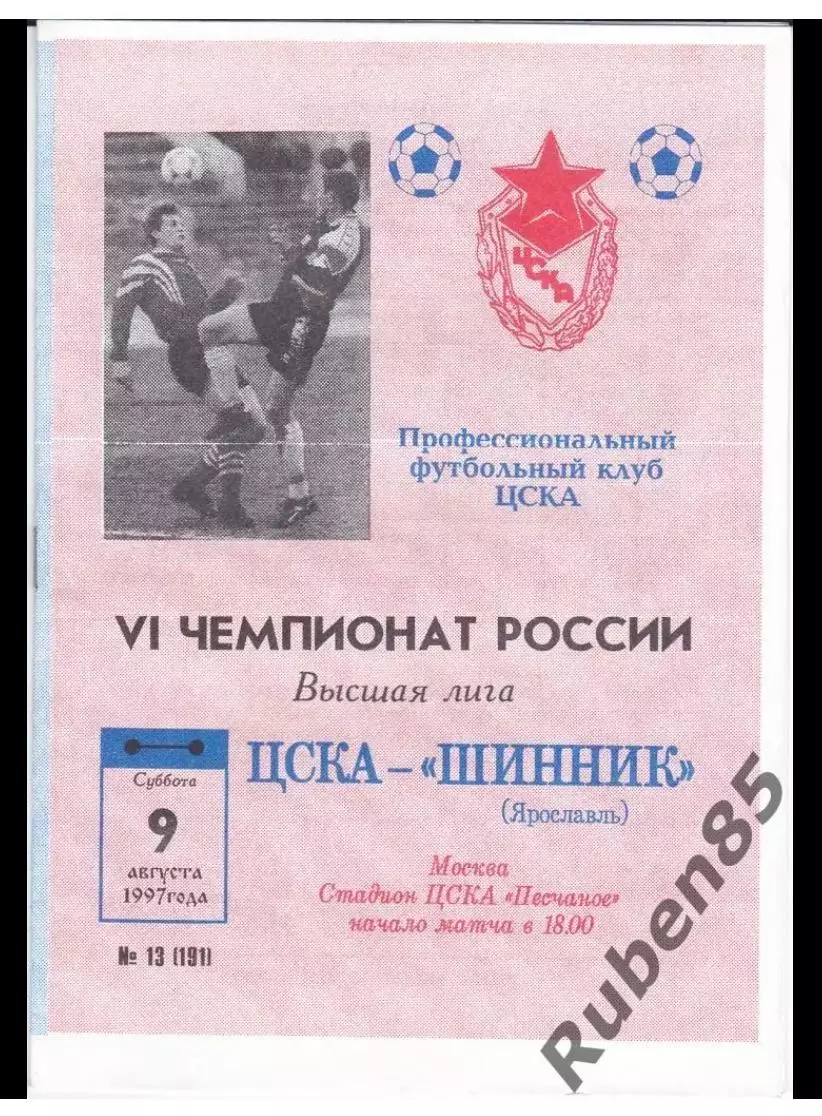 ЦСКА
Профессиональный
футбольный клуб
ЦСКА
VI ЧЕМПИОНАТ РОССИИ
Высшая лига
ЦСКА – «ШИННИК»
(Ярославль)
Суббота
9
августа
1997года
Москва
Стадион ЦСКА «Песчаное»
начало матча в 18.00
№ 13 (191)
Ruben85